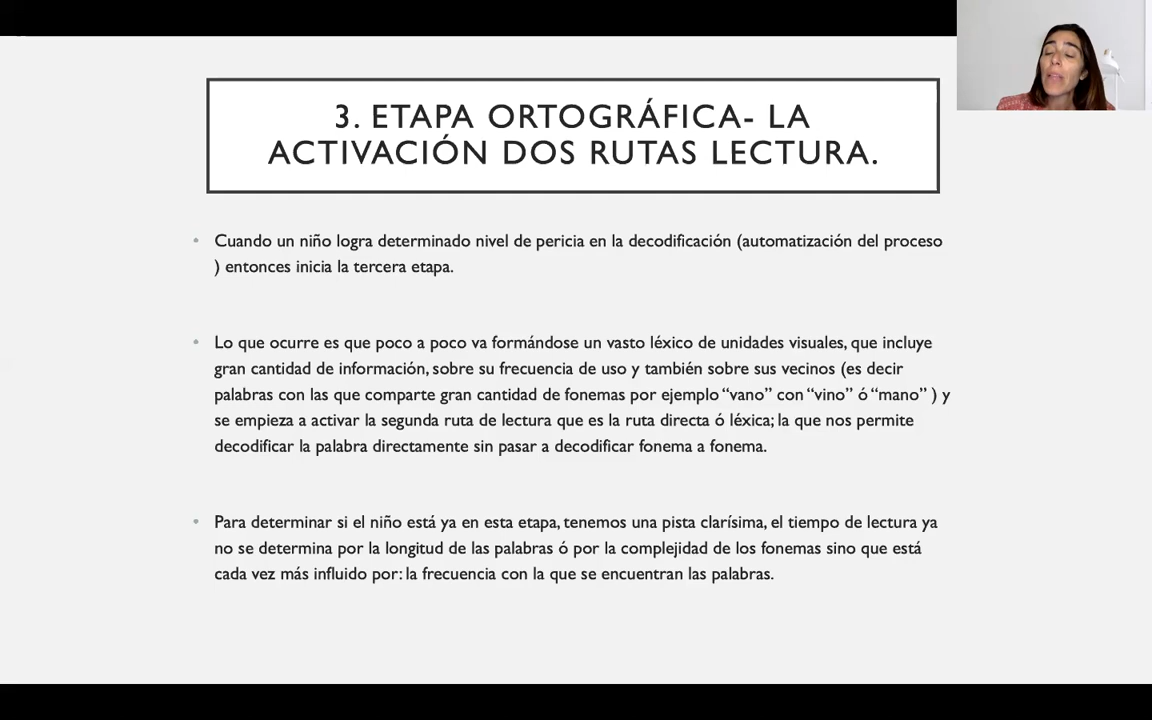 3. ETAPA ORTOGRÁFICA- LA
ACTIVACIÓN DOS RUTAS LECTURA.
• Cuando un niño logra determinado nivel de pericia en la decodificación (automatización del proceso
) entonces inicia la tercera etapa.
• Lo que ocurre es que poco a poco va formándose un vasto léxico de unidades visuales, que incluye
gran cantidad de información, sobre su frecuencia de uso y también sobre sus vecinos (es decir
palabras con las que comparte gran cantidad de fonemas por ejemplo “vano” con “vino” ó “mano” ) y
se empieza a activar la segunda ruta de lectura que es la ruta directa ó léxica; la que nos permite
decodificar la palabra directamente sin pasar a decodificar fonema a fonema.
• Para determinar si el niño está ya en esta etapa, tenemos una pista clarísima, el tiempo de lectura ya
no se determina por la longitud de las palabras ó por la complejidad de los fonemas sino que está
cada vez más influido por: la frecuencia con la que se encuentran las palabras.